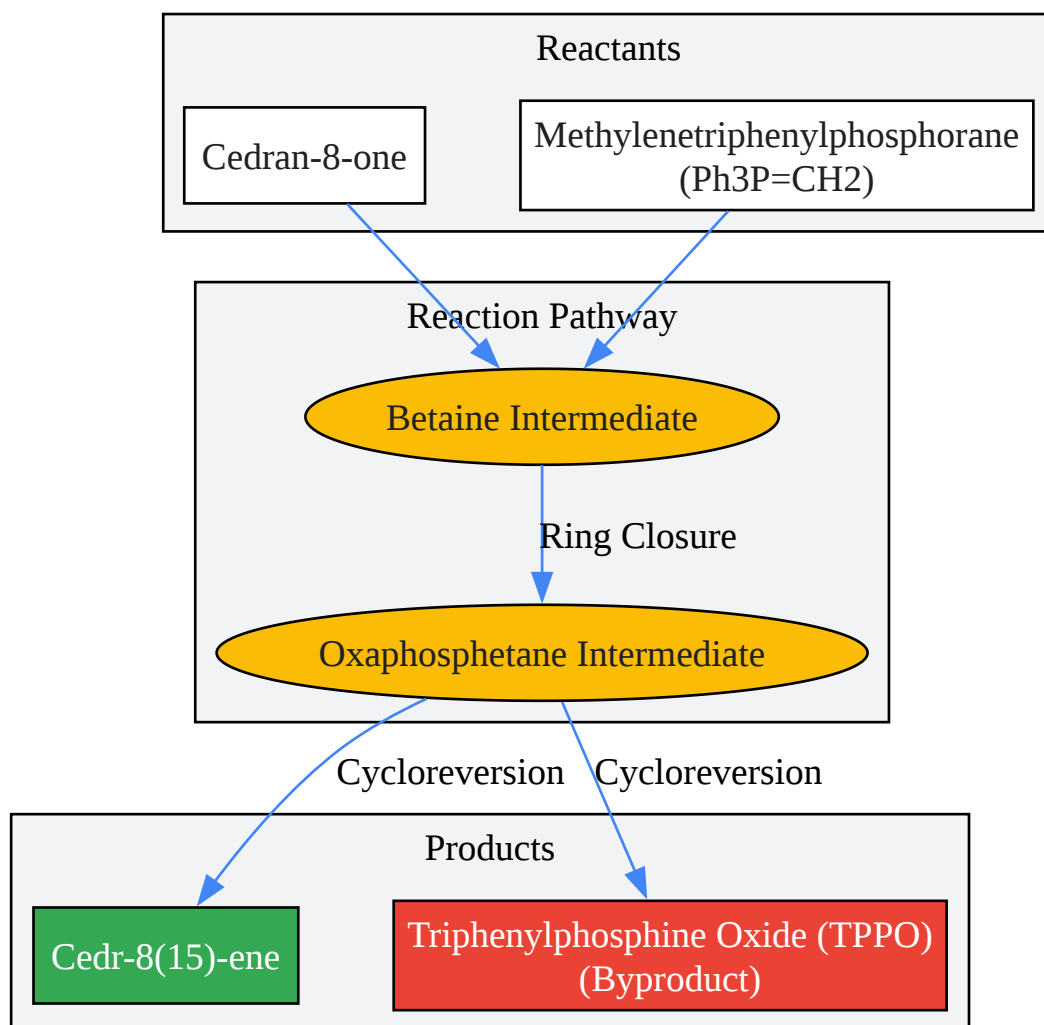 Reactants
Cedran-8-one
Methylenetriphenylphosphorane
(Ph3P=CH2)
Reaction Pathway
Betaine Intermediate
Ring Closure
Oxaphosphetane Intermediate
Cycloreversion
Cycloreversion
Products
Cedr-8(15)-ene
Triphenylphosphine Oxide (TPPO)
(Byproduct)